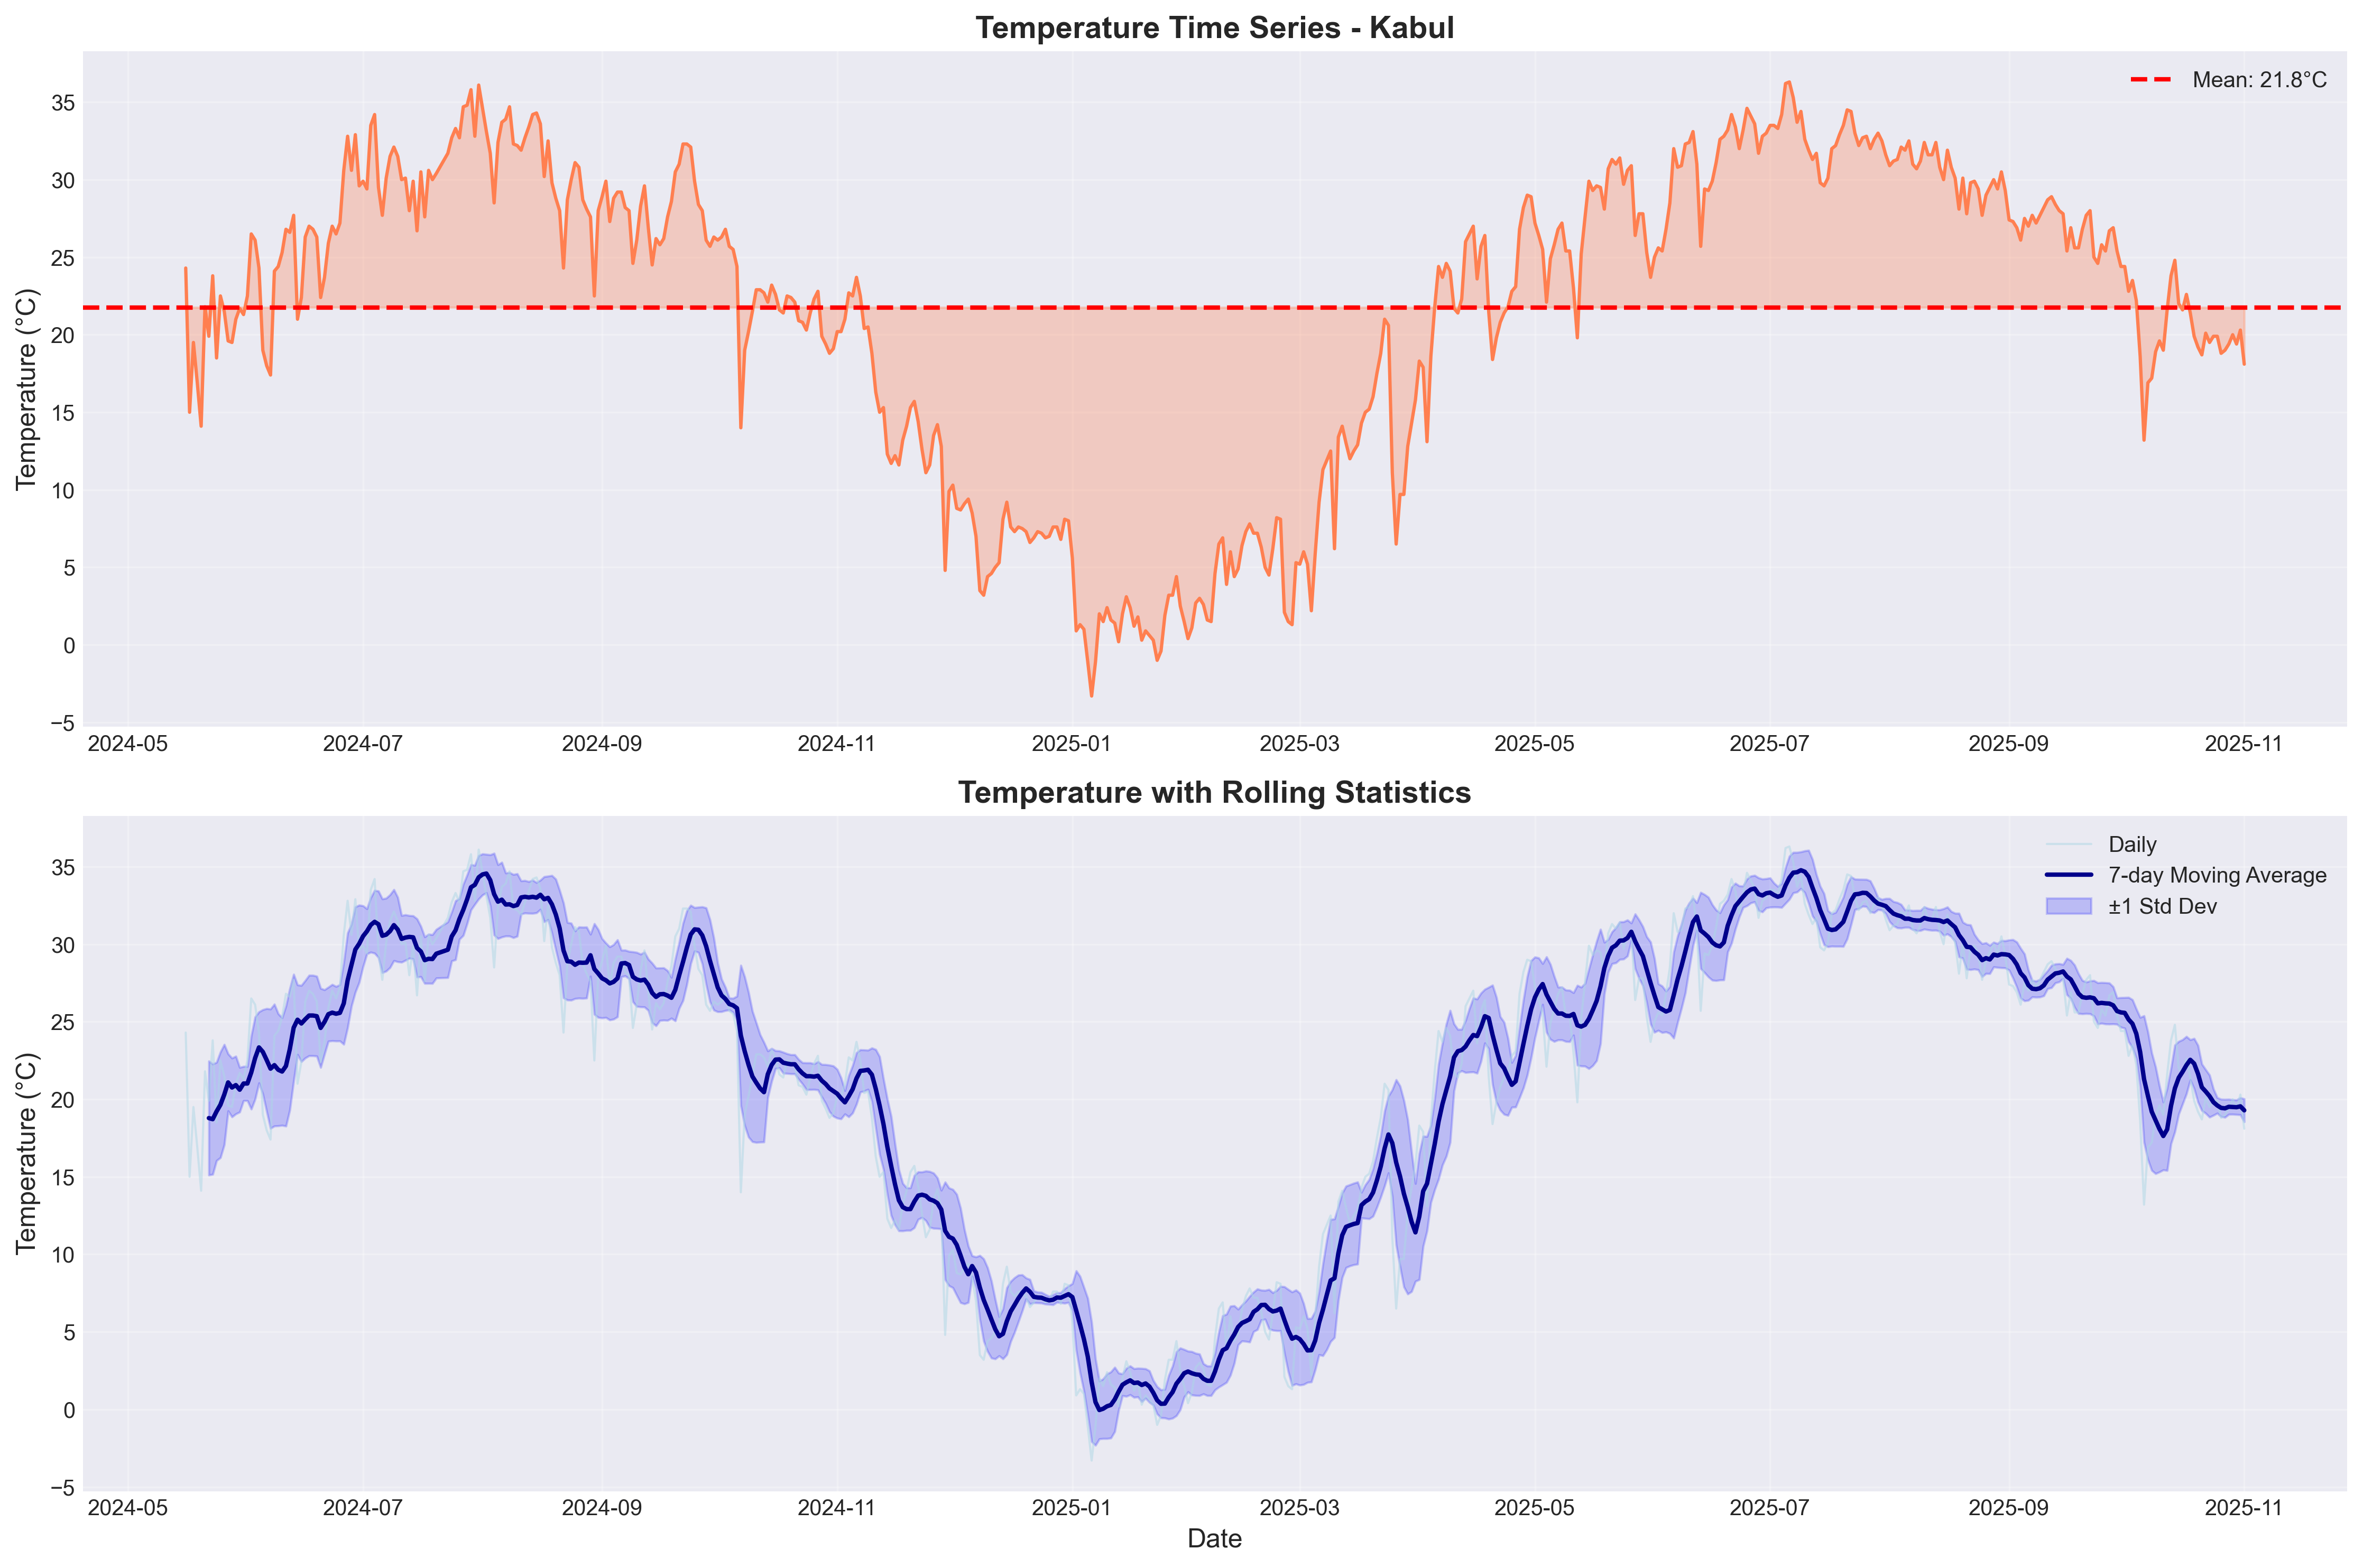 Temperature Time Series - Kabul
Mean: 21.8°C
Temperature (°C)
35
30
25
20
15
10
5
0
−5
2024-05 2024-07 2024-09 2024-11 2025-01 2025-03 2025-05 2025-07 2025-09 2025-11
Temperature with Rolling Statistics
Daily
7-day Moving Average
±1 Std Dev
Temperature (°C)
35
30
25
20
15
10
5
0
−5
2024-05 2024-07 2024-09 2024-11 2025-01 2025-03 2025-05 2025-07 2025-09 2025-11
Date